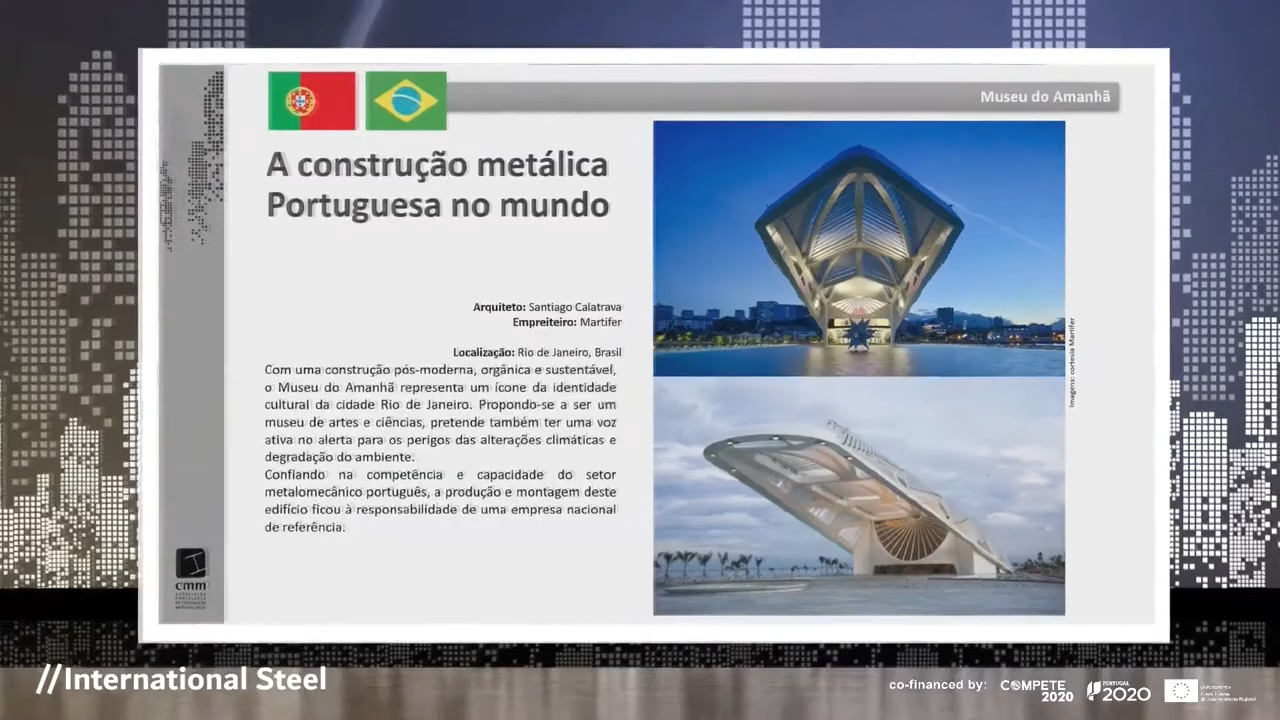 Museu do Amanhã
A construção metálica
Portuguesa no mundo
Arquiteto: Santiago Calatrava
Empreiteiro: Martifer
Localização: Rio de Janeiro, Brasil
Com uma construção pós-moderna, orgânica e sustentável,
o Museu do Amanhã representa um ícone da identidade
cultural da cidade Rio de Janeiro. Propondo-se a ser um
museu de artes e ciências, pretende também ter uma voz
ativa no alerta para os perigos das alterações climáticas e
degradação do ambiente.
Confiando na competência e capacidade do setor
metalomecânico português, a produção e montagem deste
edifício ficou à responsabilidade de uma empresa nacional
de referência.
Imagens: cortesia Martifer
cmm
//International Steel
co-financed by:
COMPETE
2020
PORTUGAL
2020